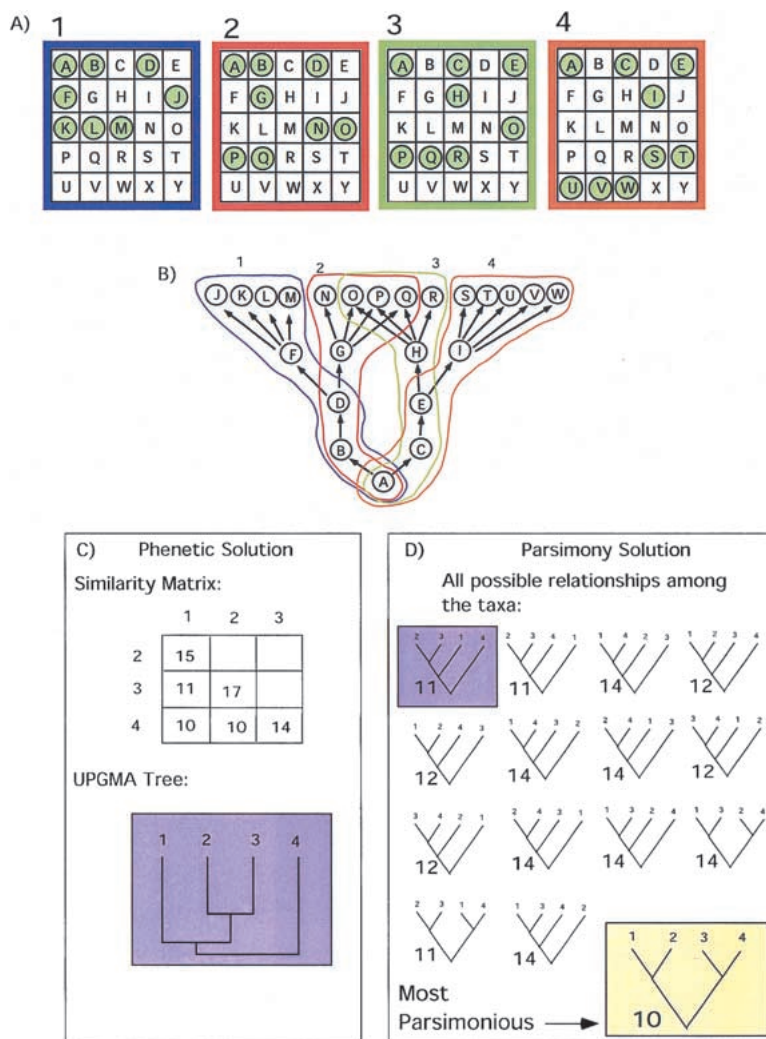 A)
1
A B C D E
F G H I J
K L M N O
P Q R S T
U V W X Y
2
A B C D E
F G H I J
K L M N O
P Q R S T
U V W X Y
3
A B C D E
F G H I J
K L M N O
P Q R S T
U V W X Y
4
A B C D E
F G H I J
K L M N O
P Q R S T
U V W X Y
B)
1 2 3 4
J K L M N O P Q R S T U V W
F G H I
D E
B C
A
C) Phenetic Solution
Similarity Matrix:
1 2 3
2 15
3 11 17
4 10 10 14
UPGMA Tree:
1 2 3 4
D) Parsimony Solution
All possible relationships among
the taxa:
2 3 1 4
11
2 3 4 1
11
1 4 2 3
14
1 2 3 4
12
1 2 4 3
12
1 4 3 2
14
2 4 1 3
14
3 4 1 2
12
3 4 2 1
12
2 4 3 1
14
1 3 2 4
14
1 3 2 4
14
2 3 1 4
11
1 3 4 2
14
1 2 3 4
10
Most
Parsimonious